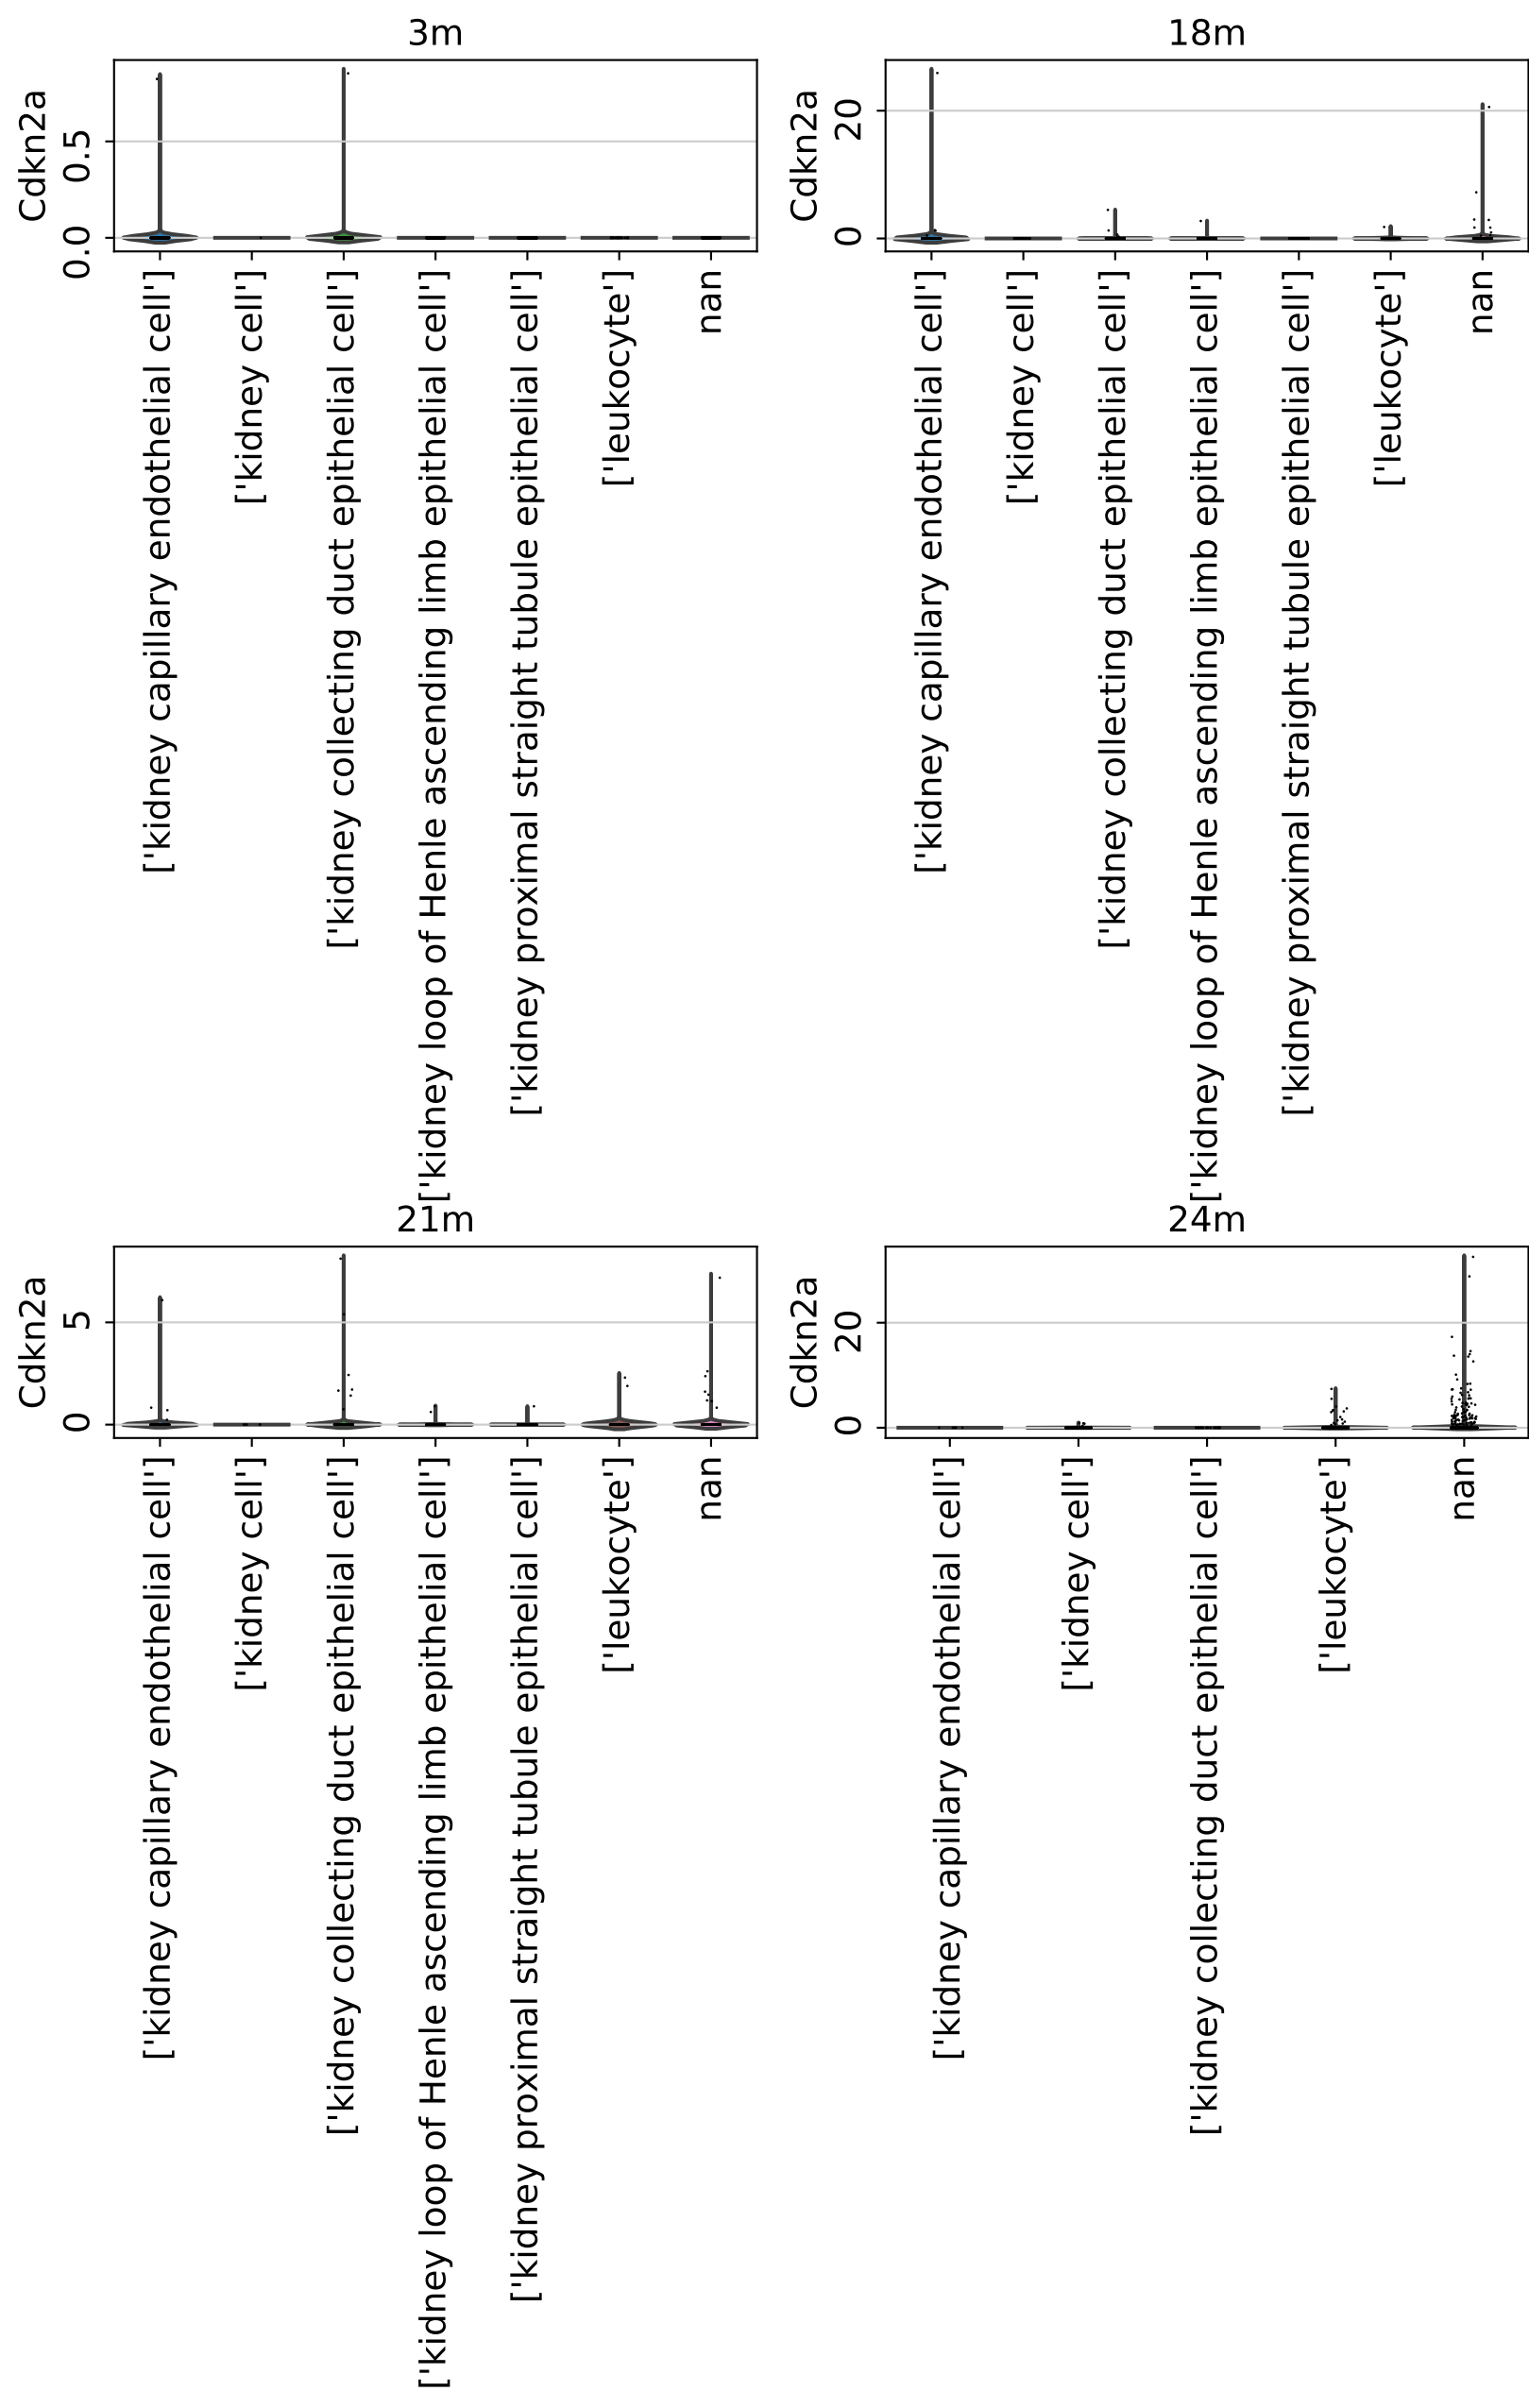 3m
Cdkn2a
0.5
0.0
['kidney capillary endothelial cell']
['kidney cell']
['kidney collecting duct epithelial cell']
['kidney loop of Henle ascending limb epithelial cell']
['kidney proximal straight tubule epithelial cell']
['leukocyte']
nan
18m
Cdkn2a
20
0
['kidney capillary endothelial cell']
['kidney cell']
['kidney collecting duct epithelial cell']
['kidney loop of Henle ascending limb epithelial cell']
['kidney proximal straight tubule epithelial cell']
['leukocyte']
nan
21m
Cdkn2a
5
0
['kidney capillary endothelial cell']
['kidney cell']
['kidney collecting duct epithelial cell']
['kidney loop of Henle ascending limb epithelial cell']
['kidney proximal straight tubule epithelial cell']
['leukocyte']
nan
24m
Cdkn2a
20
0
['kidney capillary endothelial cell']
['kidney cell']
['kidney collecting duct epithelial cell']
['leukocyte']
nan